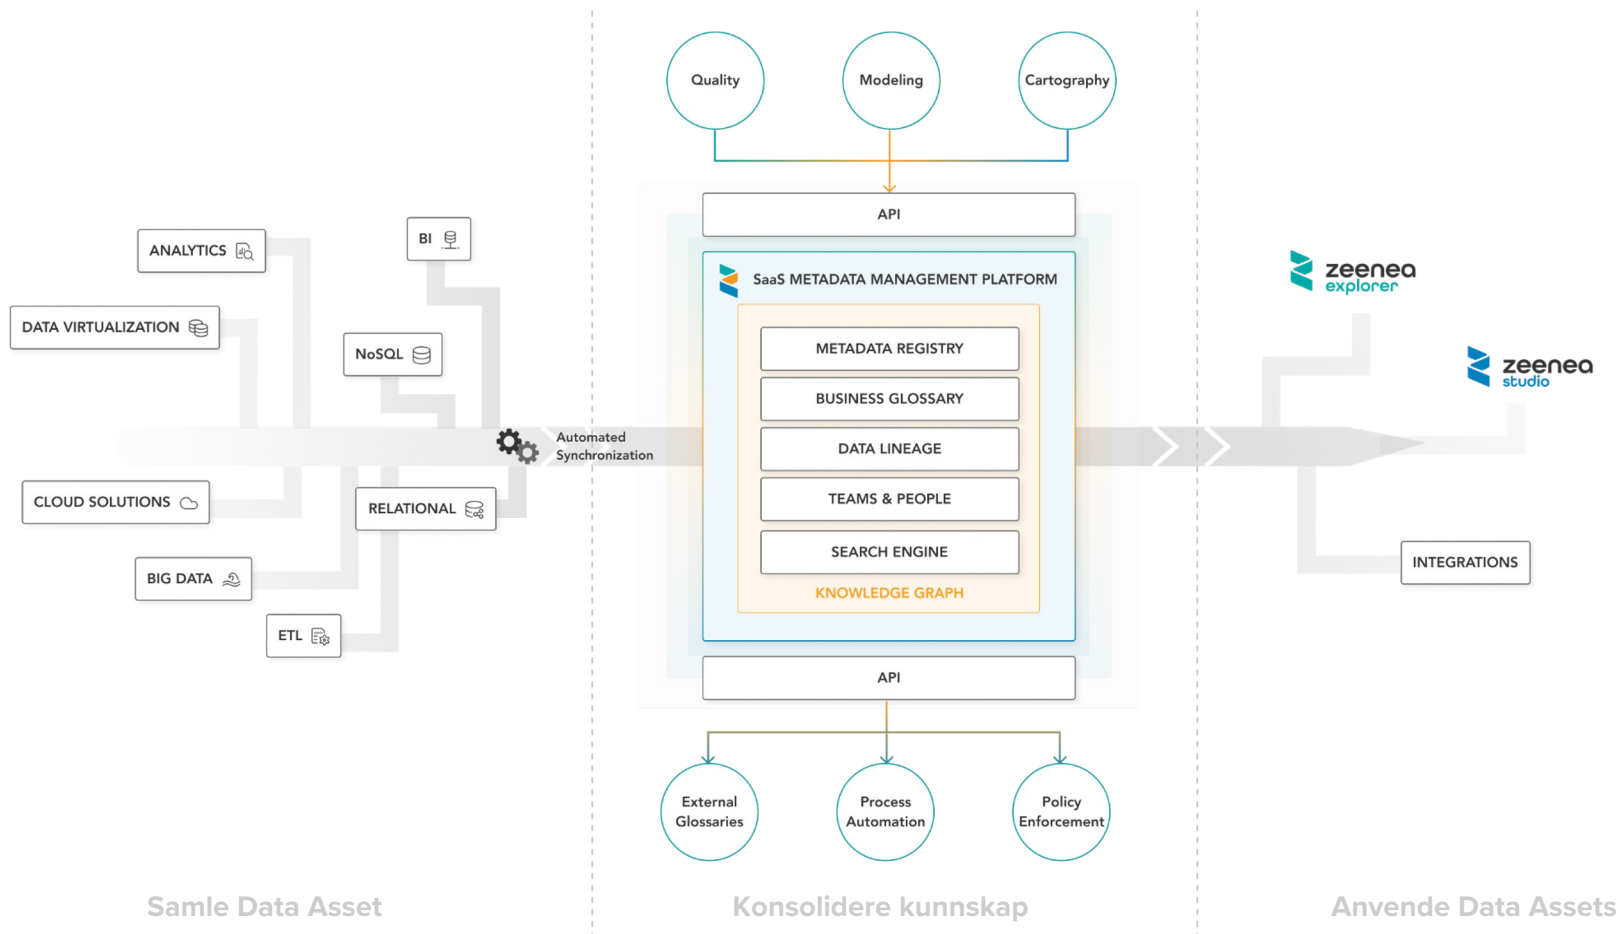 Quality
Modeling
Cartography
API
ANALYTICS
BI
DATA VIRTUALIZATION
NoSQL
Automated
Synchronization
CLOUD SOLUTIONS
RELATIONAL
BIG DATA
ETL
SaaS METADATA MANAGEMENT PLATFORM
METADATA REGISTRY
BUSINESS GLOSSARY
DATA LINEAGE
TEAMS & PEOPLE
SEARCH ENGINE
KNOWLEDGE GRAPH
API
External
Glossaries
Process
Automation
Policy
Enforcement
zeenea
explorer
zeenea
studio
INTEGRATIONS
Samle Data Asset
Konsolidere kunnskap
Anvende Data Assets